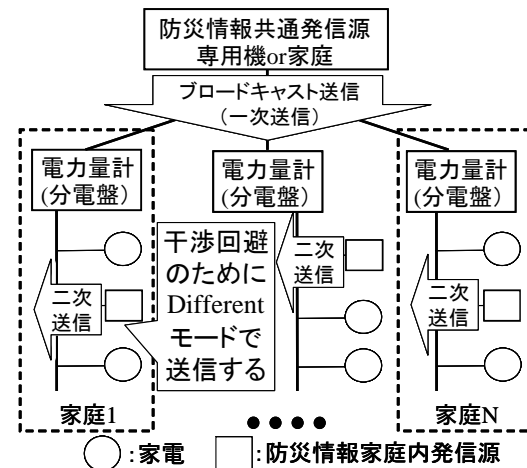 防災情報共通発信源
専用機or家庭
ブロードキャスト送信
(一次送信)
電力量計
(分電盤)
電力量計
(分電盤)
電力量計
(分電盤)
干渉回避
のために
Different
モードで
送信する
二次
送信
二次
送信
二次
送信
家庭1
家庭N
:家電
:防災情報家庭内発信源